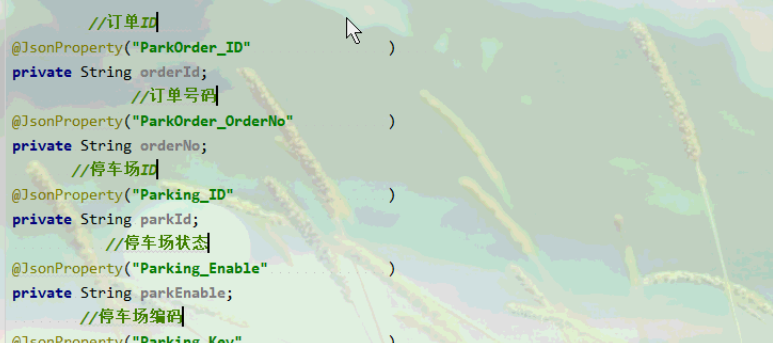 //订单ID
@JsonProperty("ParkOrder_ID" )
private String orderId;
//订单号码
@JsonProperty("ParkOrder_OrderNo" )
private String orderNo;
//停车场ID
@JsonProperty("Parking_ID" )
private String parkId;
//停车场状态
@JsonProperty("Parking_Enable" )
private String parkEnable;
//停车场编码
@JsonProperty("Parking_Key" )